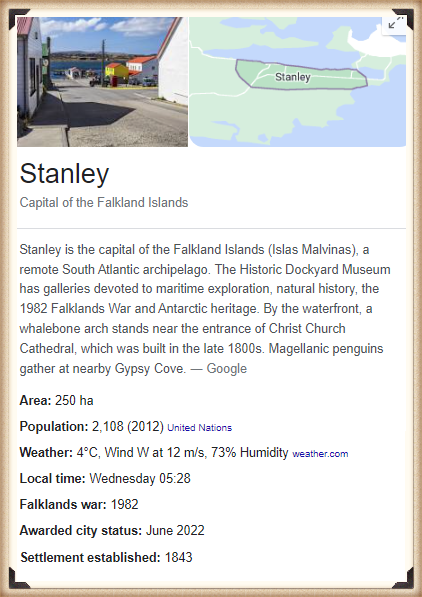 Stanley
Stanley
Capital of the Falkland Islands
Stanley is the capital of the Falkland Islands (Islas Malvinas), a
remote South Atlantic archipelago. The Historic Dockyard Museum
has galleries devoted to maritime exploration, natural history, the
1982 Falklands War and Antarctic heritage. By the waterfront, a
whalebone arch stands near the entrance of Christ Church
Cathedral, which was built in the late 1800s. Magellanic penguins
gather at nearby Gypsy Cove. — Google
Area: 250 ha
Population: 2,108 (2012) United Nations
Weather: 4°C, Wind W at 12 m/s, 73% Humidity weather.com
Local time: Wednesday 05:28
Falklands war: 1982
Awarded city status: June 2022
Settlement established: 1843